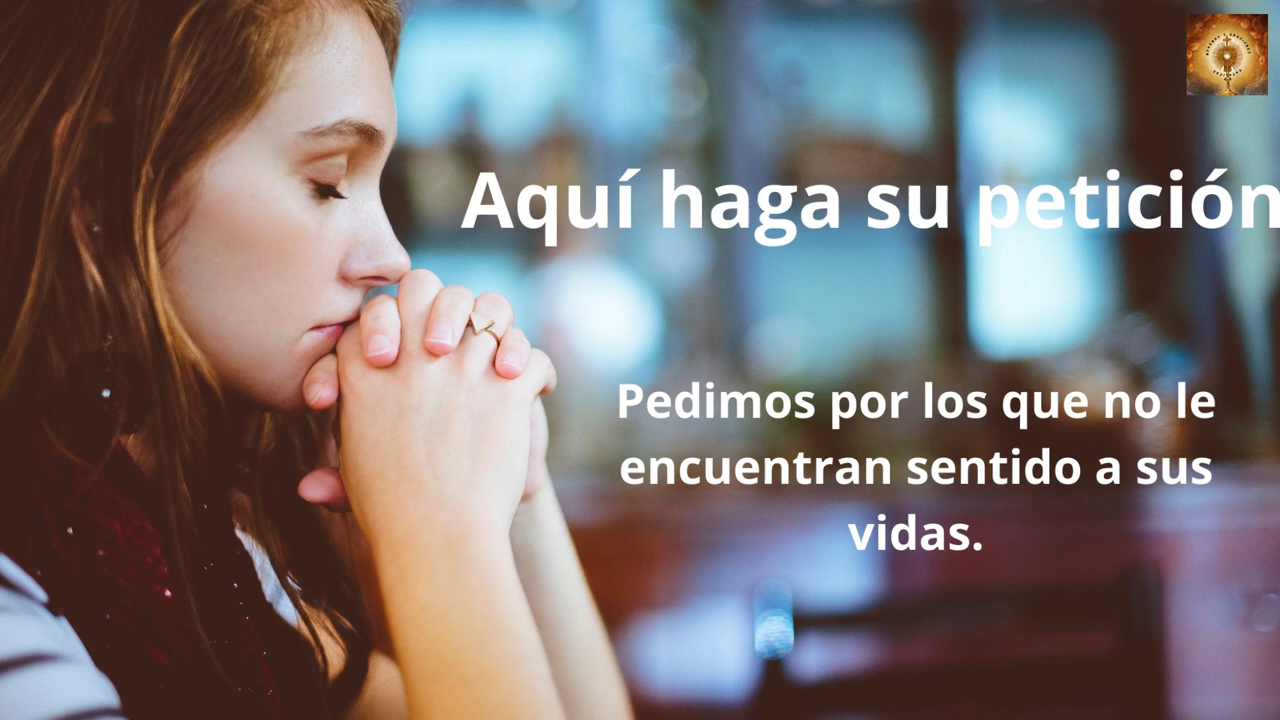 Aquí haga su petición
Pedimos por los que no le
encuentran sentido a sus
vidas.